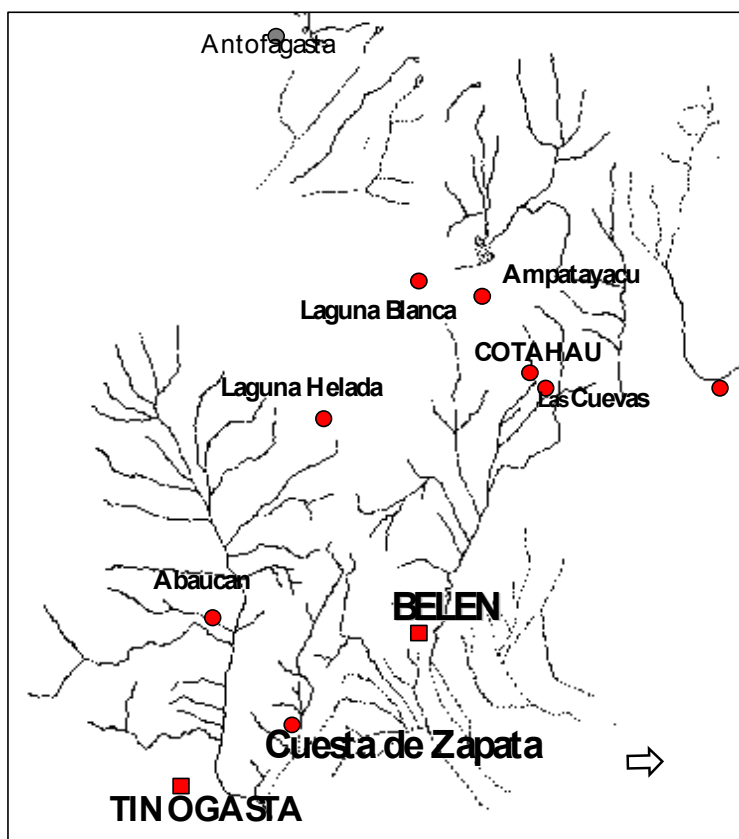 Antofagasta
Ampatayacu
Laguna Blanca
COTAHAU
Laguna Helada
Las Cuevas
Abaucan
BELEN
Cuesta de Zapata
TINOGASTA